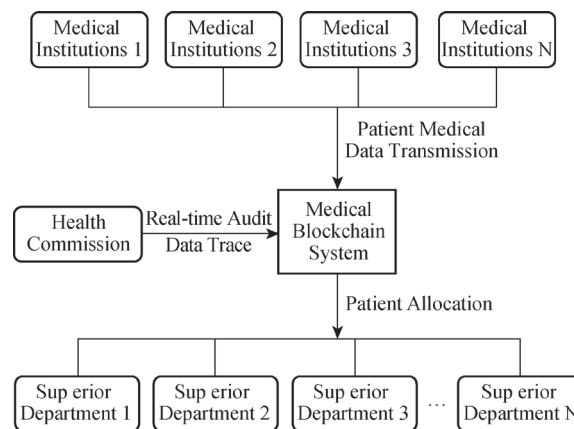 Medical Medical Medical Medical
Institutions 1 Institutions 2 Institutions 3 Institutions N
Patient Medical
Data Transmission
Health
Commission
Real-time Audit
Data Trace
Medical
Blockchain
System
Patient Allocation
Sup erior Sup erior Sup erior Sup erior
Department 1 Department 2 Department 3 ... Department N